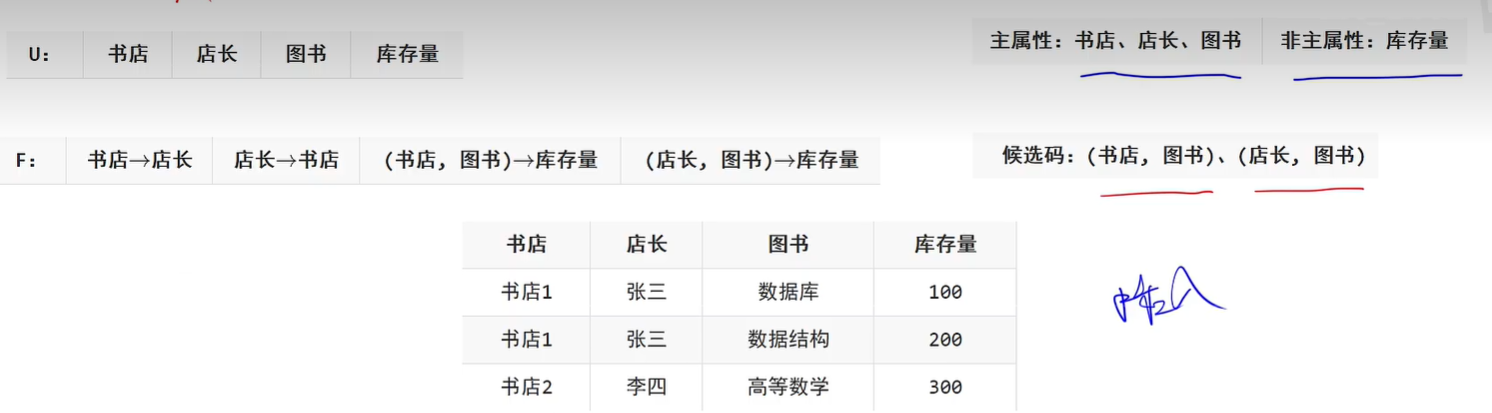 U： 书店 店长 图书 库存量
主属性：书店、店长、图书 非主属性：库存量
F： 书店→店长 店长→书店 (书店，图书)→库存量 (店长，图书)→库存量
候选码：(书店，图书)、(店长，图书)
书店 店长 图书 库存量
书店1 张三 数据库 100
书店1 张三 数据结构 200
书店2 李四 高等数学 300